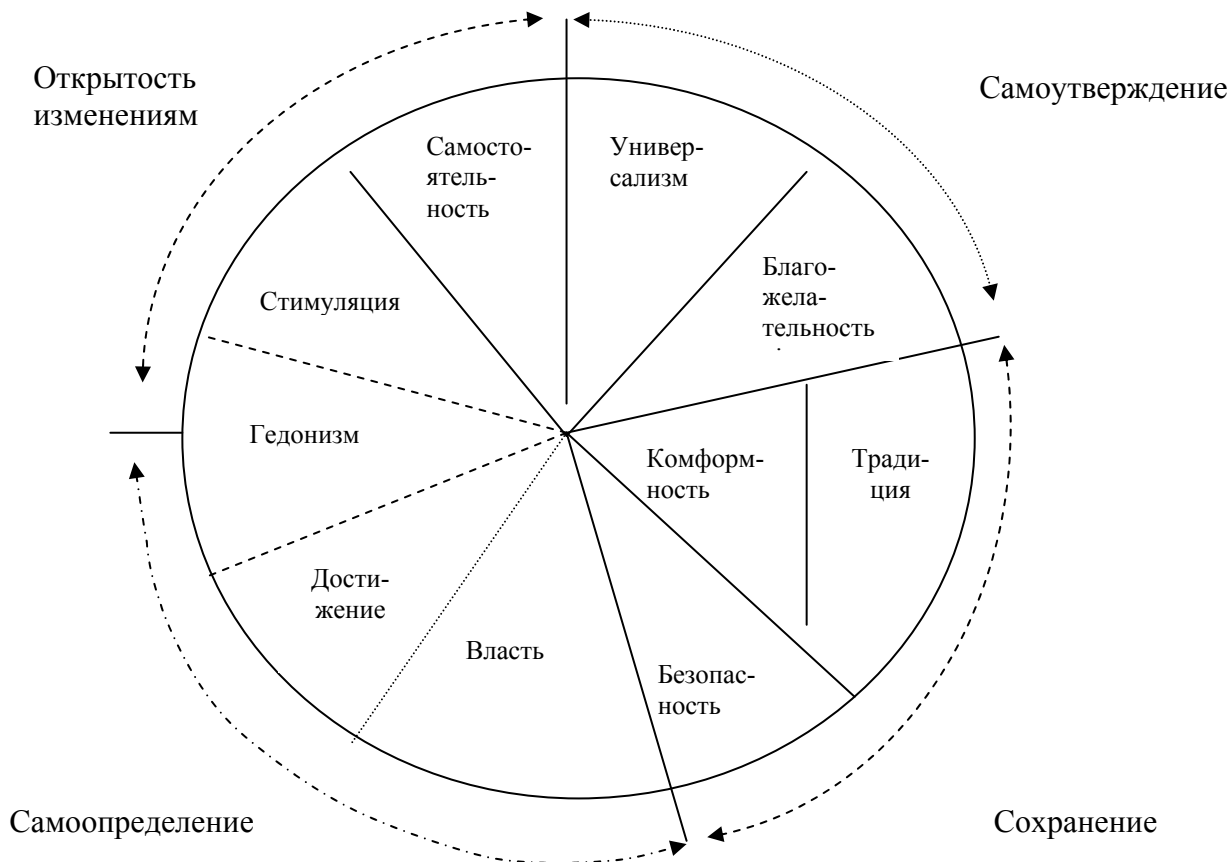 Открытость
изменениям
Самоутверждение
Самосто-
ятель-
ность
Универ-
сализм
Стимуляция
Благо-
жела-
тельность
Гедонизм
Комформ-
ность
Тради-
ция
Дости-
жение
Власть
Безопас-
ность
Самоопределение
Сохранение